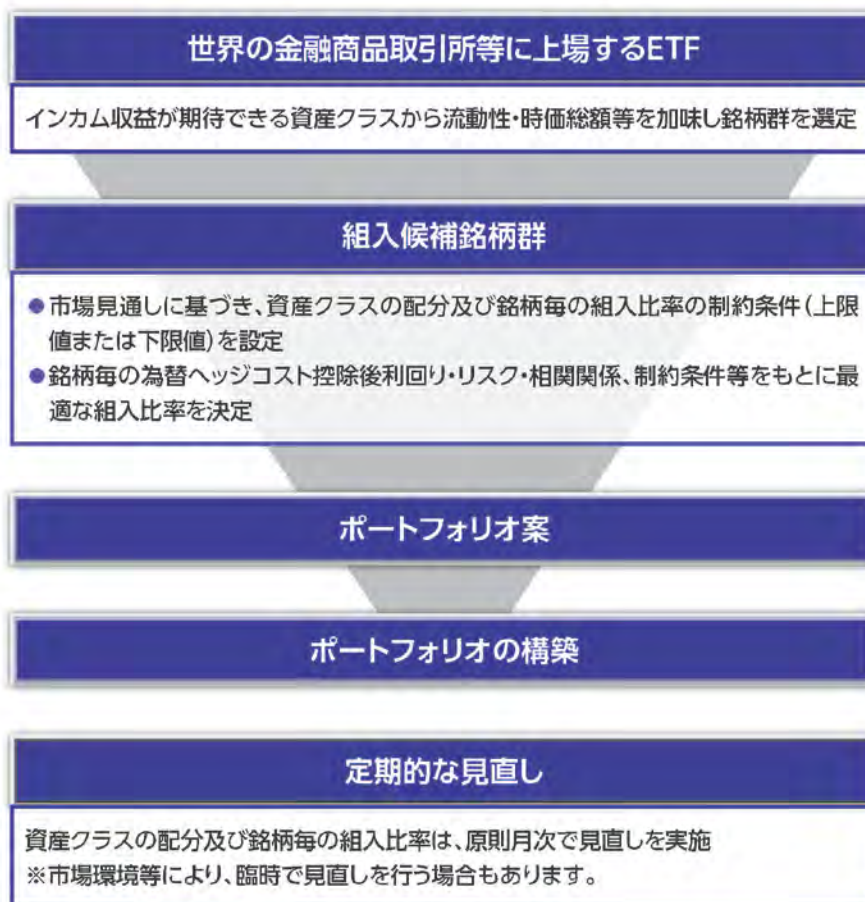 世界の金融商品取引所等に上場するETF
インカム収益が期待できる資産クラスから流動性・時価総額等を加味し銘柄群を選定
組入候補銘柄群
●市場見通しに基づき、資産クラスの配分及び銘柄毎の組入比率の制約条件（上限
値または下限値）を設定
●銘柄毎の為替ヘッジコスト控除後利回り・リスク・相関関係、制約条件等をもとに最
適な組入比率を決定
ポートフォリオ案
ポートフォリオの構築
定期的な見直し
資産クラスの配分及び銘柄毎の組入比率は、原則月次で見直しを実施
※市場環境等により、臨時で見直しを行う場合もあります。